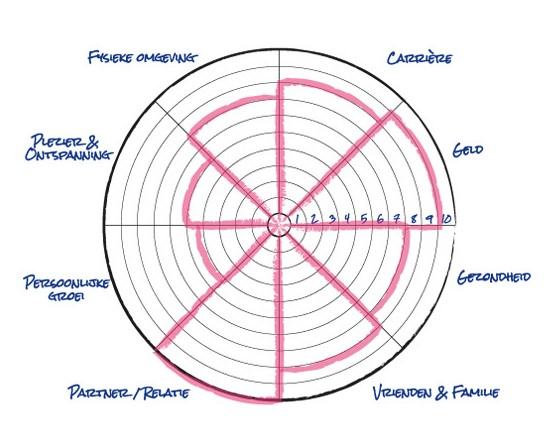 Fysieke omgeving
Carrière
Plezier &
Ontspanning
Geld
1 2 3 4 5 6 7 8 9 10
Persoonlijke
groei
Gezondheid
Partner/Relatie
Vrienden & Familie